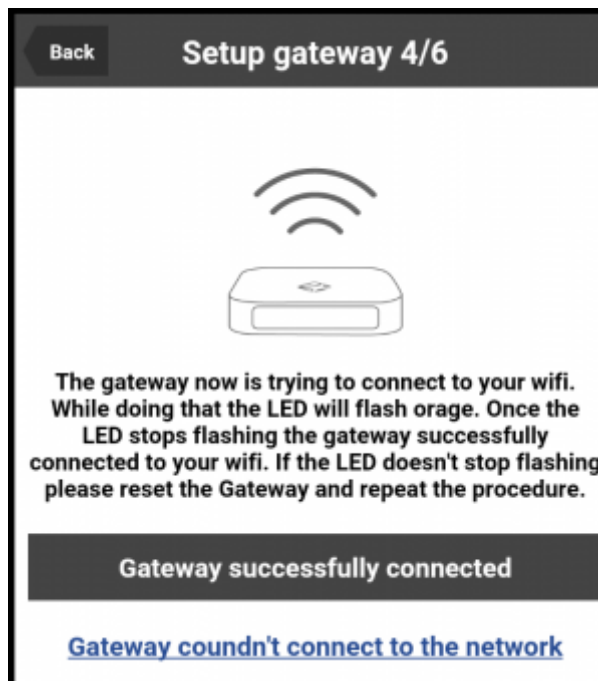 Back
Setup gateway 4/6
The gateway now is trying to connect to your wifi.
While doing that the LED will flash orage. Once the
LED stops flashing the gateway successfully
connected to your wifi. If the LED doesn't stop flashing
please reset the Gateway and repeat the procedure.
Gateway successfully connected
Gateway coundn't connect to the network